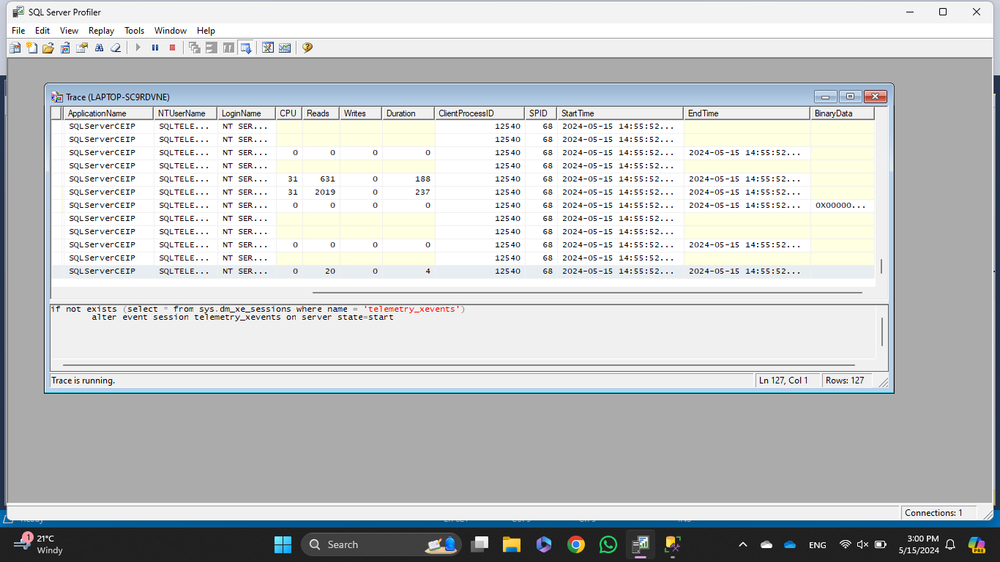 SQL Server Profiler
File Edit View Replay Tools Window Help
Trace (LAPTOP-SC9RDVNE)
ApplicationName NTUserName LoginName CPU Reads Writes Duration ClientProcessID SPID StartTime EndTime BinaryData
SQLServerCEIP SQLTELE... NT SER... 12540 68 2024-05-15 14:55:52...
SQLServerCEIP SQLTELE... NT SER... 12540 68 2024-05-15 14:55:52...
SQLServerCEIP SQLTELE... NT SER... 0 0 0 0 12540 68 2024-05-15 14:55:52... 2024-05-15 14:55:52...
SQLServerCEIP SQLTELE... NT SER... 12540 68 2024-05-15 14:55:52...
SQLServerCEIP SQLTELE... NT SER... 31 631 0 188 12540 68 2024-05-15 14:55:52... 2024-05-15 14:55:52...
SQLServerCEIP SQLTELE... NT SER... 31 2019 0 237 12540 68 2024-05-15 14:55:52... 2024-05-15 14:55:52...
SQLServerCEIP SQLTELE... NT SER... 0 0 0 0 12540 68 2024-05-15 14:55:52... 2024-05-15 14:55:52... 0X00000...
SQLServerCEIP SQLTELE... NT SER... 12540 68 2024-05-15 14:55:52...
SQLServerCEIP SQLTELE... NT SER... 12540 68 2024-05-15 14:55:52...
SQLServerCEIP SQLTELE... NT SER... 0 0 0 0 12540 68 2024-05-15 14:55:52... 2024-05-15 14:55:52...
SQLServerCEIP SQLTELE... NT SER... 12540 68 2024-05-15 14:55:52...
SQLServerCEIP SQLTELE... NT SER... 0 20 0 4 12540 68 2024-05-15 14:55:52... 2024-05-15 14:55:52...
if not exists (select * from sys.dm_xe_sessions where name = 'telemetry_xevents')
alter event session telemetry_xevents on server state=start
Trace is running. Ln 127, Col 1 Rows: 127
Connections: 1
1 21°C
Windy
Search
ENG
3:00 PM
5/15/2024
PRE